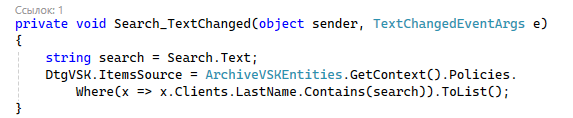 Ссылок: 1
private void Search_TextChanged(object sender, TextChangedEventArgs e)
{
string search = Search.Text;
DtgVSK.ItemsSource = ArchiveVSKEntities.GetContext().Policies.
Where(x => x.Clients.LastName.Contains(search)).ToList();
}